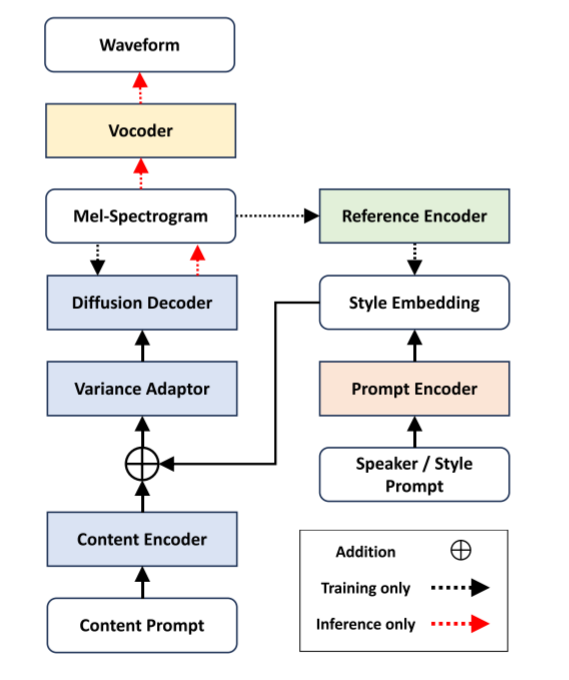 Waveform
Vocoder
Mel-Spectrogram
Reference Encoder
Diffusion Decoder
Style Embedding
Variance Adaptor
Prompt Encoder
Speaker / Style
Prompt
Content Encoder
Content Prompt
Addition
Training only
Inference only